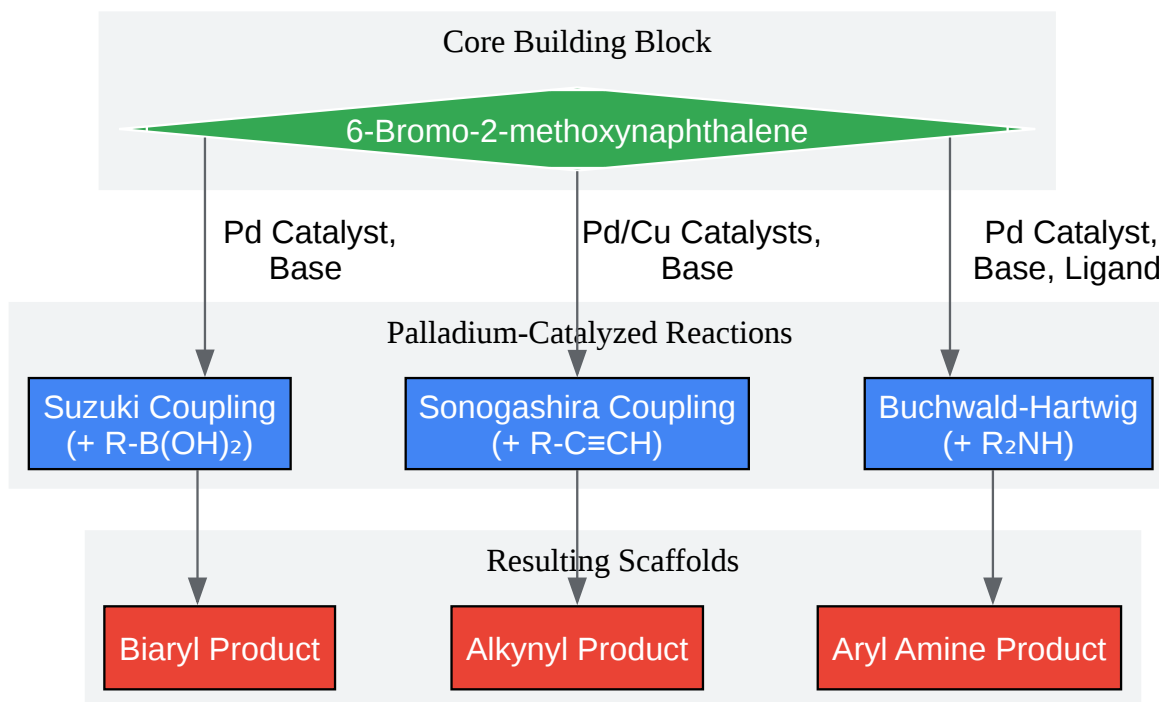 Core Building Block
6-Bromo-2-methoxynaphthalene
Pd Catalyst,
Base
Pd/Cu Catalysts,
Base
Pd Catalyst,
Base, Ligand
Palladium-Catalyzed Reactions
Suzuki Coupling
(+ R-B(OH)₂)
Sonogashira Coupling
(+ R-C≡CH)
Buchwald-Hartwig
(+ R₂NH)
Resulting Scaffolds
Biaryl Product
Alkynyl Product
Aryl Amine Product